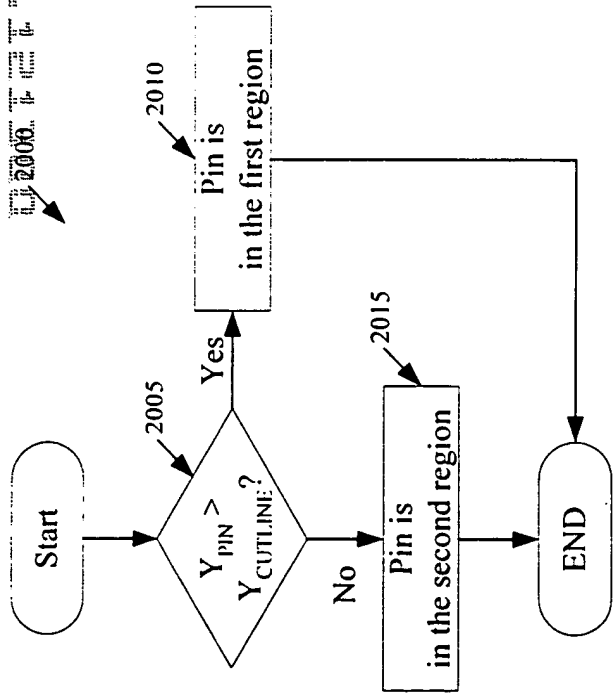 2000
Start
2005
Y_PIN >
Y_CUTLINE?
Yes
2010
Pin is
in the first region
No
2015
Pin is
in the second region
END